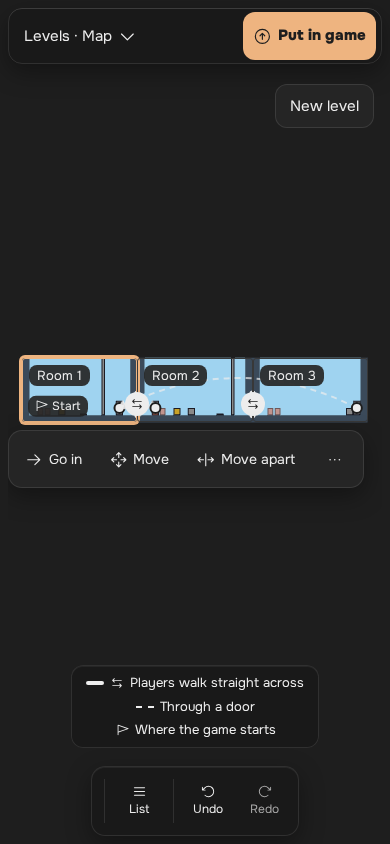 Levels · Map
Put in game
New level
Room 1
Room 2
Room 3
Start
Go in
Move
Move apart
...
Players walk straight across
Through a door
Where the game starts
List
Undo
Redo